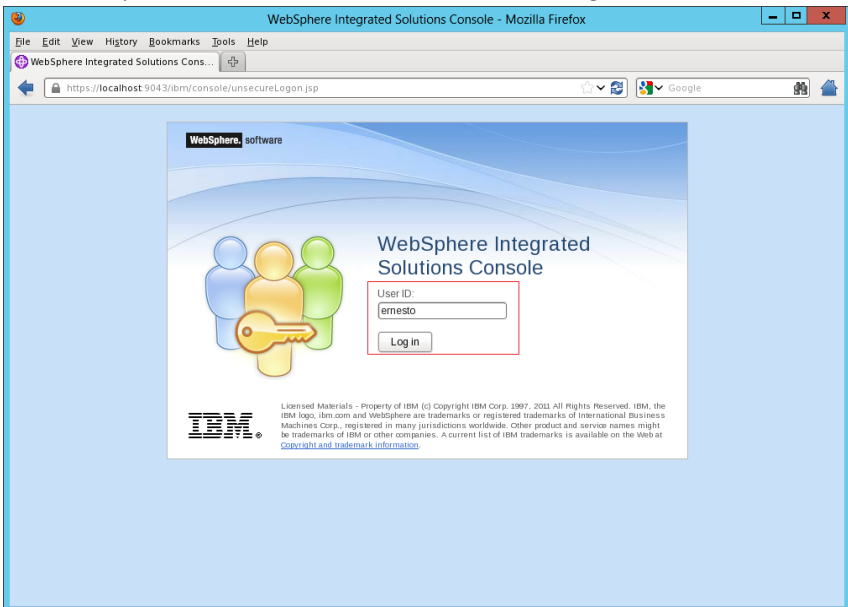 WebSphere Integrated Solutions Console - Mozilla Firefox
File Edit View History Bookmarks Tools Help
WebSphere Integrated Solutions Cons...
https://localhost:9043/ibm/console/unsecureLogon.jsp
Google
WebSphere. software
WebSphere Integrated
Solutions Console
User ID:
ernesto
Log in
Licensed Materials - Property of IBM (c) Copyright IBM Corp. 1997, 2011 All Rights Reserved. IBM, the
IBM logo, ibm.com and WebSphere are trademarks or registered trademarks of International Business
Machines Corp., registered in many jurisdictions worldwide. Other product and service names might
be trademarks of IBM or other companies. A current list of IBM trademarks is available on the Web at
Copyright and trademark information.
IBM®